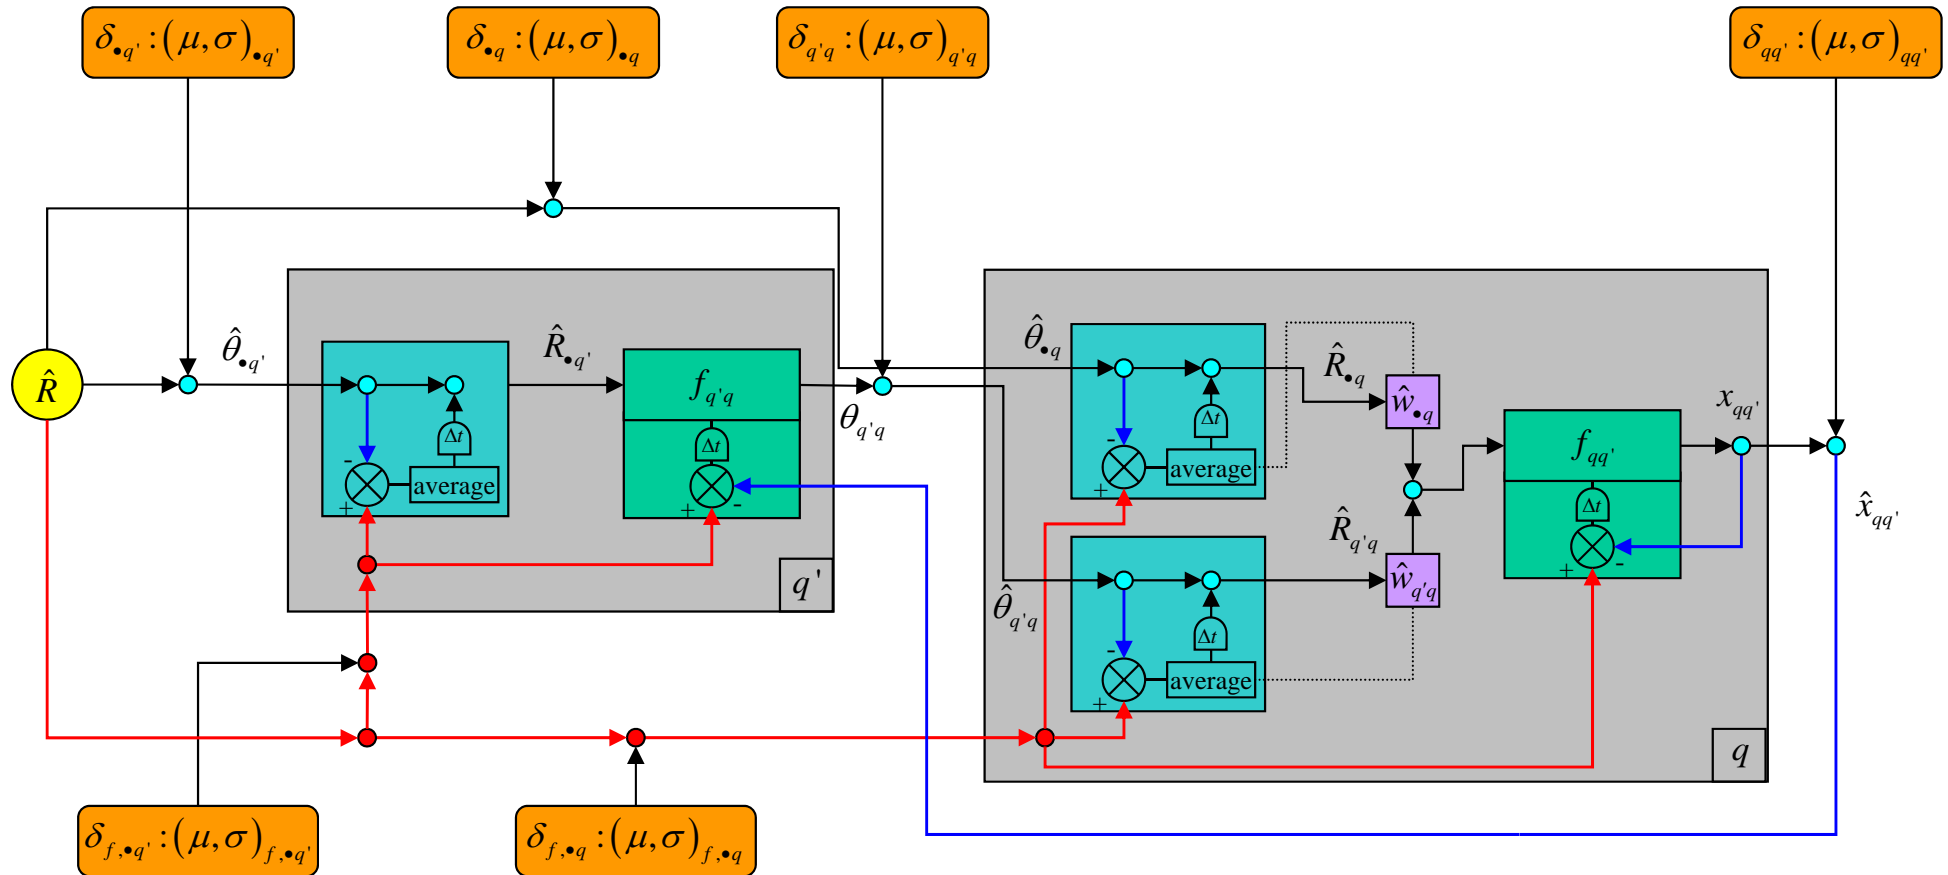 δ•q' : (μ,σ)•q'
δ•q : (μ,σ)•q
δq'q : (μ,σ)q'q
δqq' : (μ,σ)qq'
R̂
θ̂•q'
R̂•q'
fq'q
θq'q
Δt
Δt
-
+
average
+
-
q'
θ̂•q
R̂•q
ŵ•q
Δt
-
+
average
xqq'
fqq'
Δt
+
-
x̂qq'
R̂q'q
ŵq'q
θ̂q'q
Δt
-
+
average
q
δf,•q' : (μ,σ)f,•q'
δf,•q : (μ,σ)f,•q